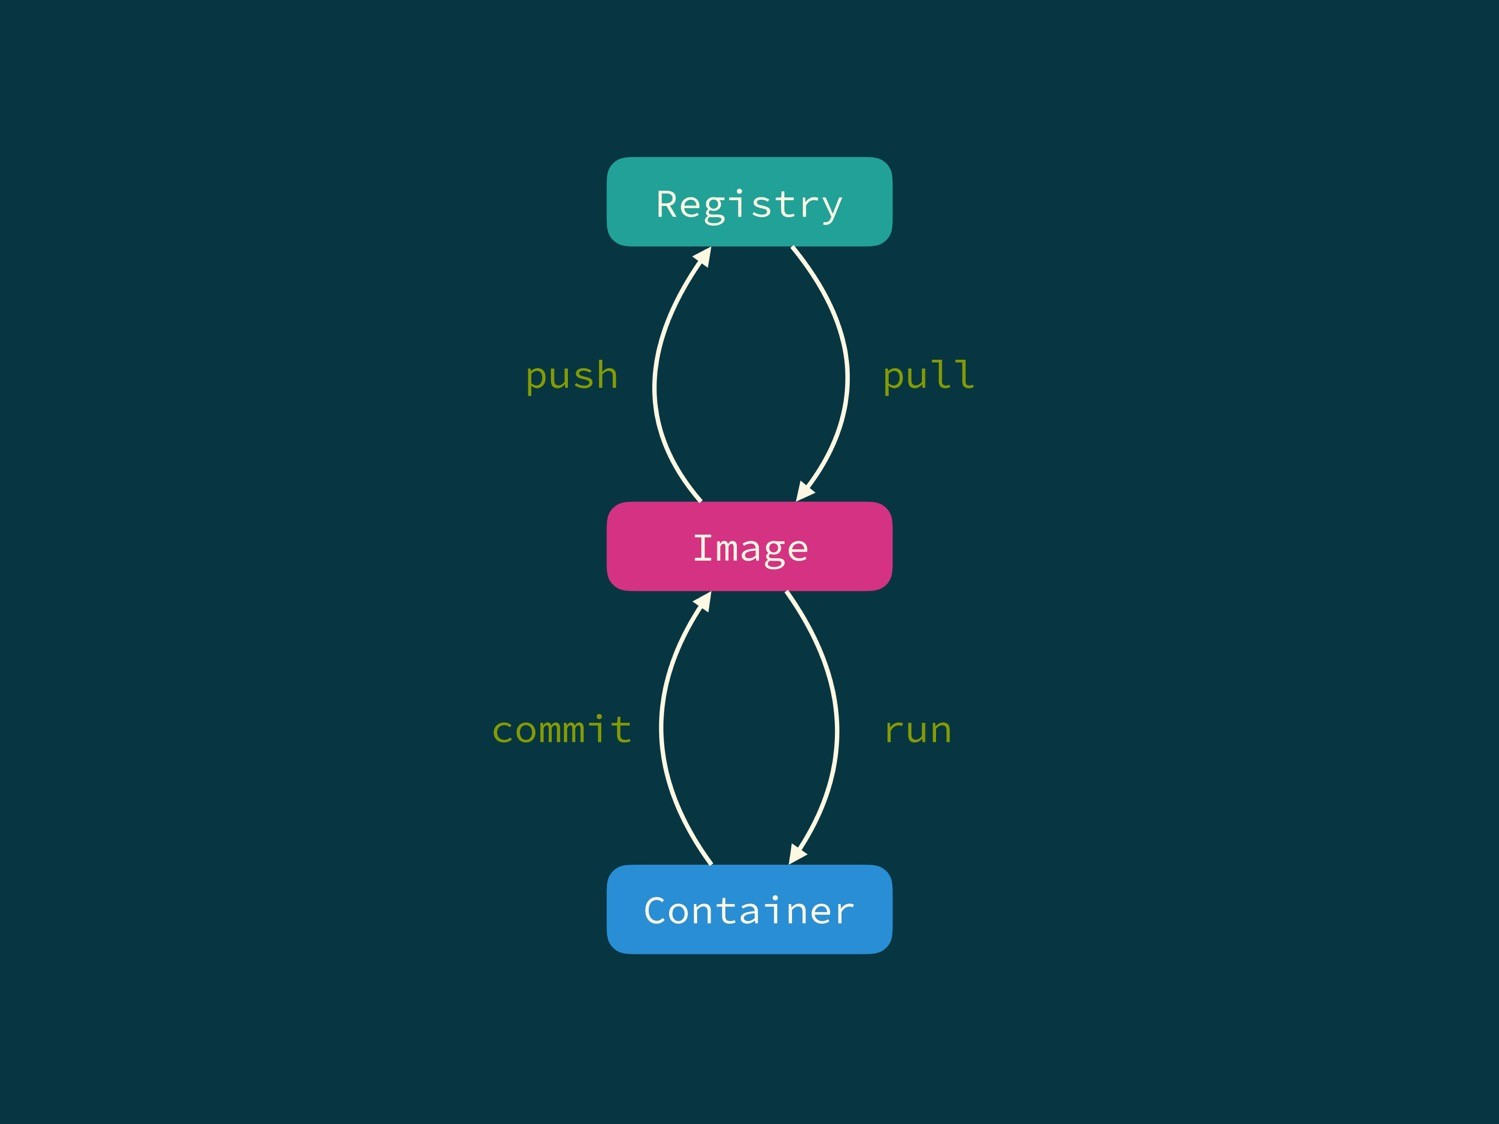 Registry
push
pull
Image
commit
run
Container